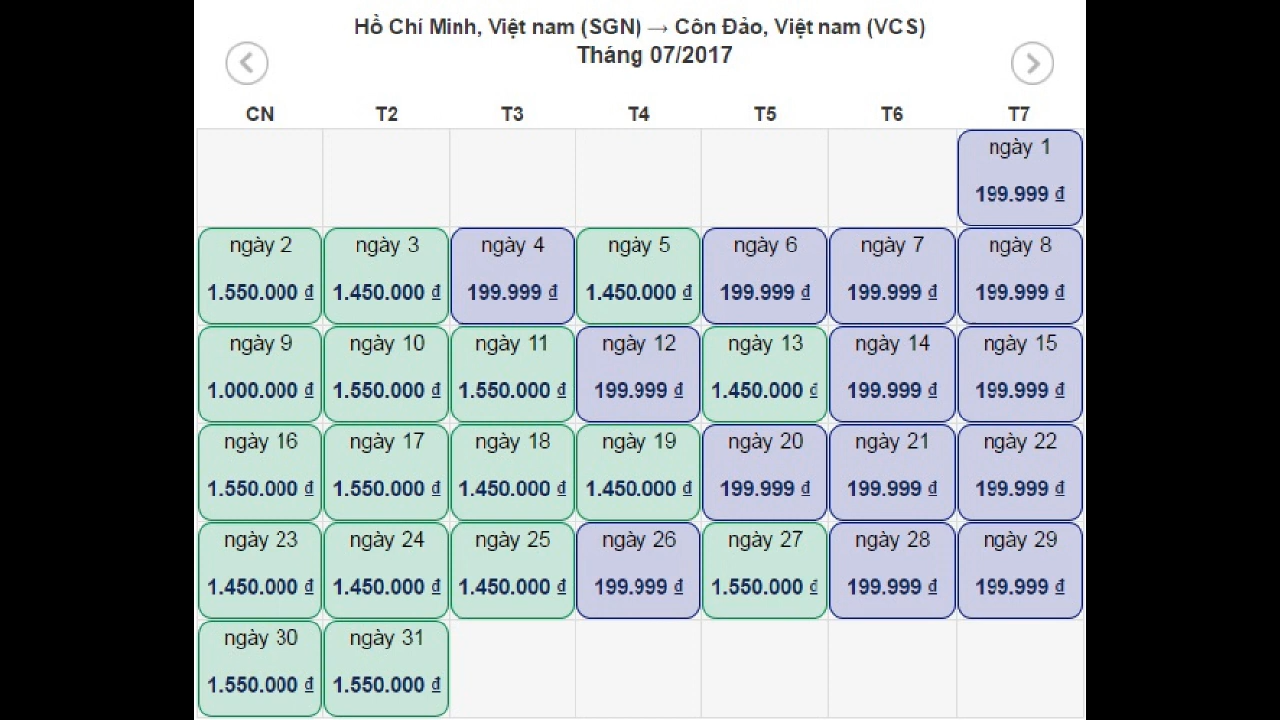 Hồ Chí Minh, Việt nam (SGN) → Côn Đảo, Việt nam (VCS)
Tháng 07/2017
CN T2 T3 T4 T5 T6 T7
ngày 1
199.999 ₫
ngày 2 ngày 3 ngày 4 ngày 5 ngày 6 ngày 7 ngày 8
1.550.000 ₫ 1.450.000 ₫ 199.999 ₫ 1.450.000 ₫ 199.999 ₫ 199.999 ₫ 199.999 ₫
ngày 9 ngày 10 ngày 11 ngày 12 ngày 13 ngày 14 ngày 15
1.000.000 ₫ 1.550.000 ₫ 1.550.000 ₫ 199.999 ₫ 1.450.000 ₫ 199.999 ₫ 199.999 ₫
ngày 16 ngày 17 ngày 18 ngày 19 ngày 20 ngày 21 ngày 22
1.550.000 ₫ 1.550.000 ₫ 1.450.000 ₫ 1.450.000 ₫ 199.999 ₫ 199.999 ₫ 199.999 ₫
ngày 23 ngày 24 ngày 25 ngày 26 ngày 27 ngày 28 ngày 29
1.450.000 ₫ 1.450.000 ₫ 1.450.000 ₫ 199.999 ₫ 1.550.000 ₫ 199.999 ₫ 199.999 ₫
ngày 30 ngày 31
1.550.000 ₫ 1.550.000 ₫